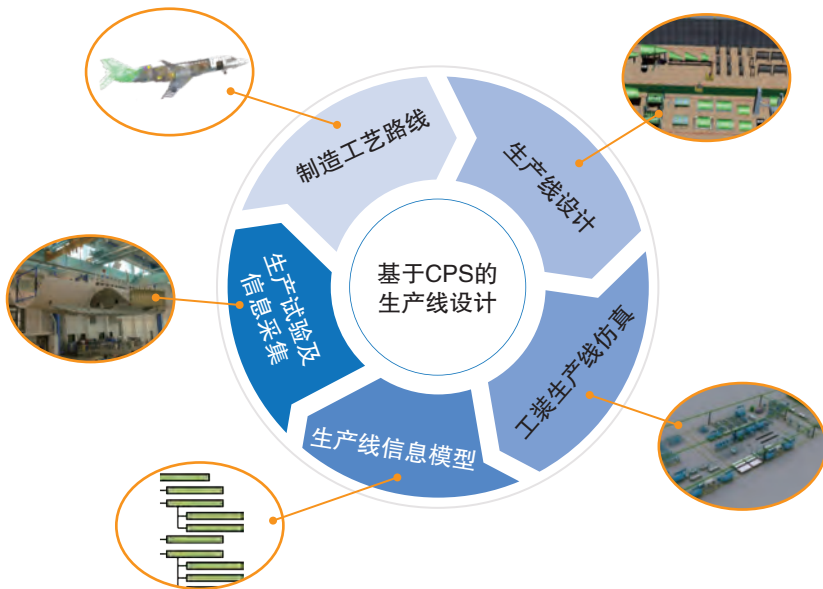 制造工艺路线
生产线设计
工装生产线仿真
生产线信息模型
生产试验及
信息采集
基于CPS的
生产线设计